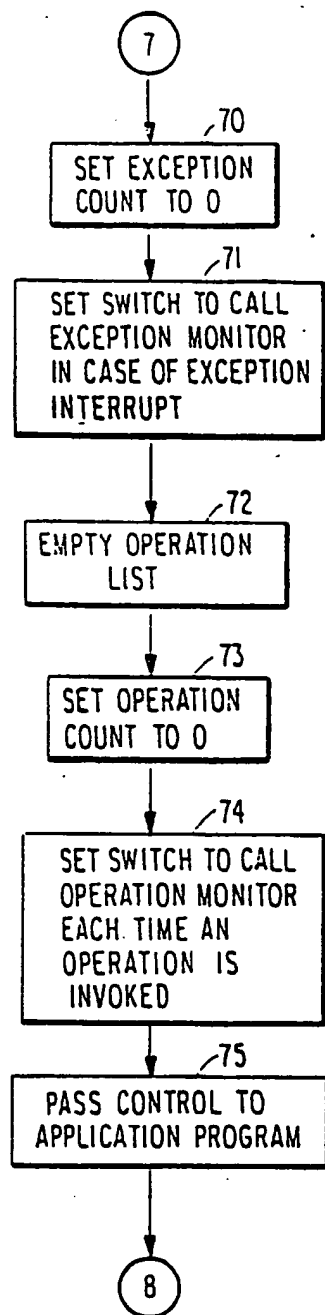 7
70
SET EXCEPTION
COUNT TO 0
71
SET SWITCH TO CALL
EXCEPTION MONITOR
IN CASE OF EXCEPTION
INTERRUPT
72
EMPTY OPERATION
LIST
73
SET OPERATION
COUNT TO 0
74
SET SWITCH TO CALL
OPERATION MONITOR
EACH TIME AN
OPERATION IS
INVOKED
75
PASS CONTROL TO
APPLICATION PROGRAM
8